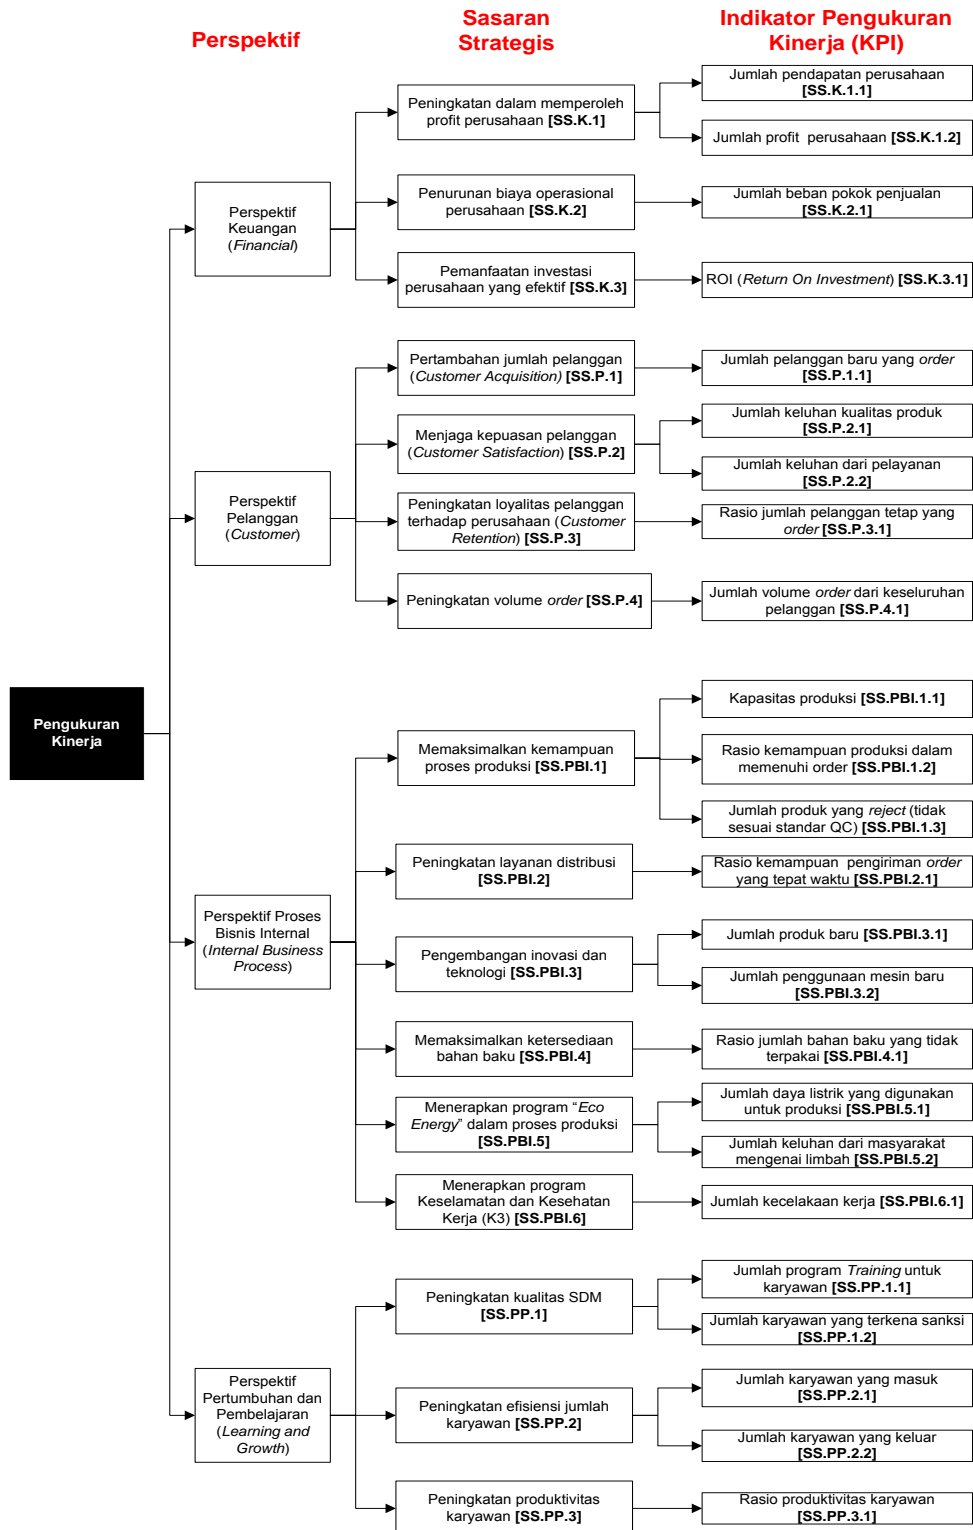 Perspektif
Sasaran
Strategis
Indikator Pengukuran
Kinerja (KPI)
Pengukuran
Kinerja
Perspektif
Keuangan
(Financial)
Peningkatan dalam memperoleh
profit perusahaan [SS.K.1]
Jumlah pendapatan perusahaan
[SS.K.1.1]
Jumlah profit perusahaan [SS.K.1.2]
Penurunan biaya operasional
perusahaan [SS.K.2]
Jumlah beban pokok penjualan
[SS.K.2.1]
Pemanfaatan investasi
perusahaan yang efektif [SS.K.3]
ROI (Return On Investment) [SS.K.3.1]
Perspektif
Pelanggan
(Customer)
Pertambahan jumlah pelanggan
(Customer Acquisition) [SS.P.1]
Jumlah pelanggan baru yang order
[SS.P.1.1]
Menjaga kepuasan pelanggan
(Customer Satisfaction) [SS.P.2]
Jumlah keluhan kualitas produk
[SS.P.2.1]
Jumlah keluhan dari pelayanan
[SS.P.2.2]
Peningkatan loyalitas pelanggan
terhadap perusahaan (Customer
Retention) [SS.P.3]
Rasio jumlah pelanggan tetap yang
order [SS.P.3.1]
Peningkatan volume order [SS.P.4]
Jumlah volume order dari keseluruhan
pelanggan [SS.P.4.1]
Perspektif Proses
Bisnis Internal
(Internal Business
Process)
Memaksimalkan kemampuan
proses produksi [SS.PBI.1]
Kapasitas produksi [SS.PBI.1.1]
Rasio kemampuan produksi dalam
memenuhi order [SS.PBI.1.2]
Jumlah produk yang reject (tidak
sesuai standar QC) [SS.PBI.1.3]
Peningkatan layanan distribusi
[SS.PBI.2]
Rasio kemampuan pengiriman order
yang tepat waktu [SS.PBI.2.1]
Pengembangan inovasi dan
teknologi [SS.PBI.3]
Jumlah produk baru [SS.PBI.3.1]
Jumlah penggunaan mesin baru
[SS.PBI.3.2]
Memaksimalkan ketersediaan
bahan baku [SS.PBI.4]
Rasio jumlah bahan baku yang tidak
terpakai [SS.PBI.4.1]
Menerapkan program “Eco
Energy” dalam proses produksi
[SS.PBI.5]
Jumlah daya listrik yang digunakan
untuk produksi [SS.PBI.5.1]
Jumlah keluhan dari masyarakat
mengenai limbah [SS.PBI.5.2]
Menerapkan program
Keselamatan dan Kesehatan
Kerja (K3) [SS.PBI.6]
Jumlah kecelakaan kerja [SS.PBI.6.1]
Perspektif
Pertumbuhan dan
Pembelajaran
(Learning and
Growth)
Peningkatan kualitas SDM
[SS.PP.1]
Jumlah program Training untuk
karyawan [SS.PP.1.1]
Jumlah karyawan yang terkena sanksi
[SS.PP.1.2]
Peningkatan efisiensi jumlah
karyawan [SS.PP.2]
Jumlah karyawan yang masuk
[SS.PP.2.1]
Jumlah karyawan yang keluar
[SS.PP.2.2]
Peningkatan produktivitas
karyawan [SS.PP.3]
Rasio produktivitas karyawan
[SS.PP.3.1]